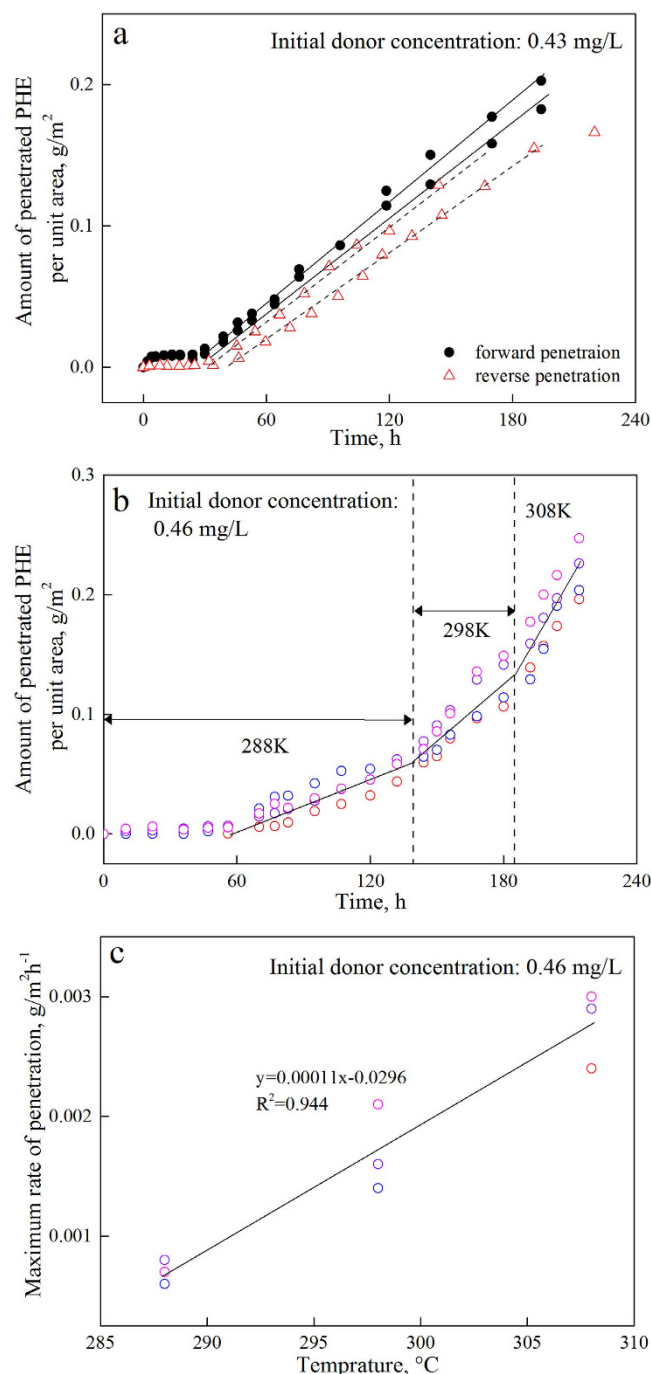 a
Initial donor concentration: 0.43 mg/L
Amount of penetrated PHE
per unit area, g/m²
0.2
0.1
0.0
forward penetraion
reverse penetration
0
60
120
180
240
Time, h
b
Initial donor concentration:
0.46 mg/L
308K
298K
288K
Amount of penetrated PHE
per unit area, g/m²
0.3
0.2
0.1
0.0
0
60
120
180
240
Time, h
c
Initial donor concentration: 0.46 mg/L
Maximum rate of penetration, g/m²h⁻¹
0.003
0.002
0.001
y=0.00011x-0.0296
R²=0.944
285
290
295
300
305
310
Temprature, °C